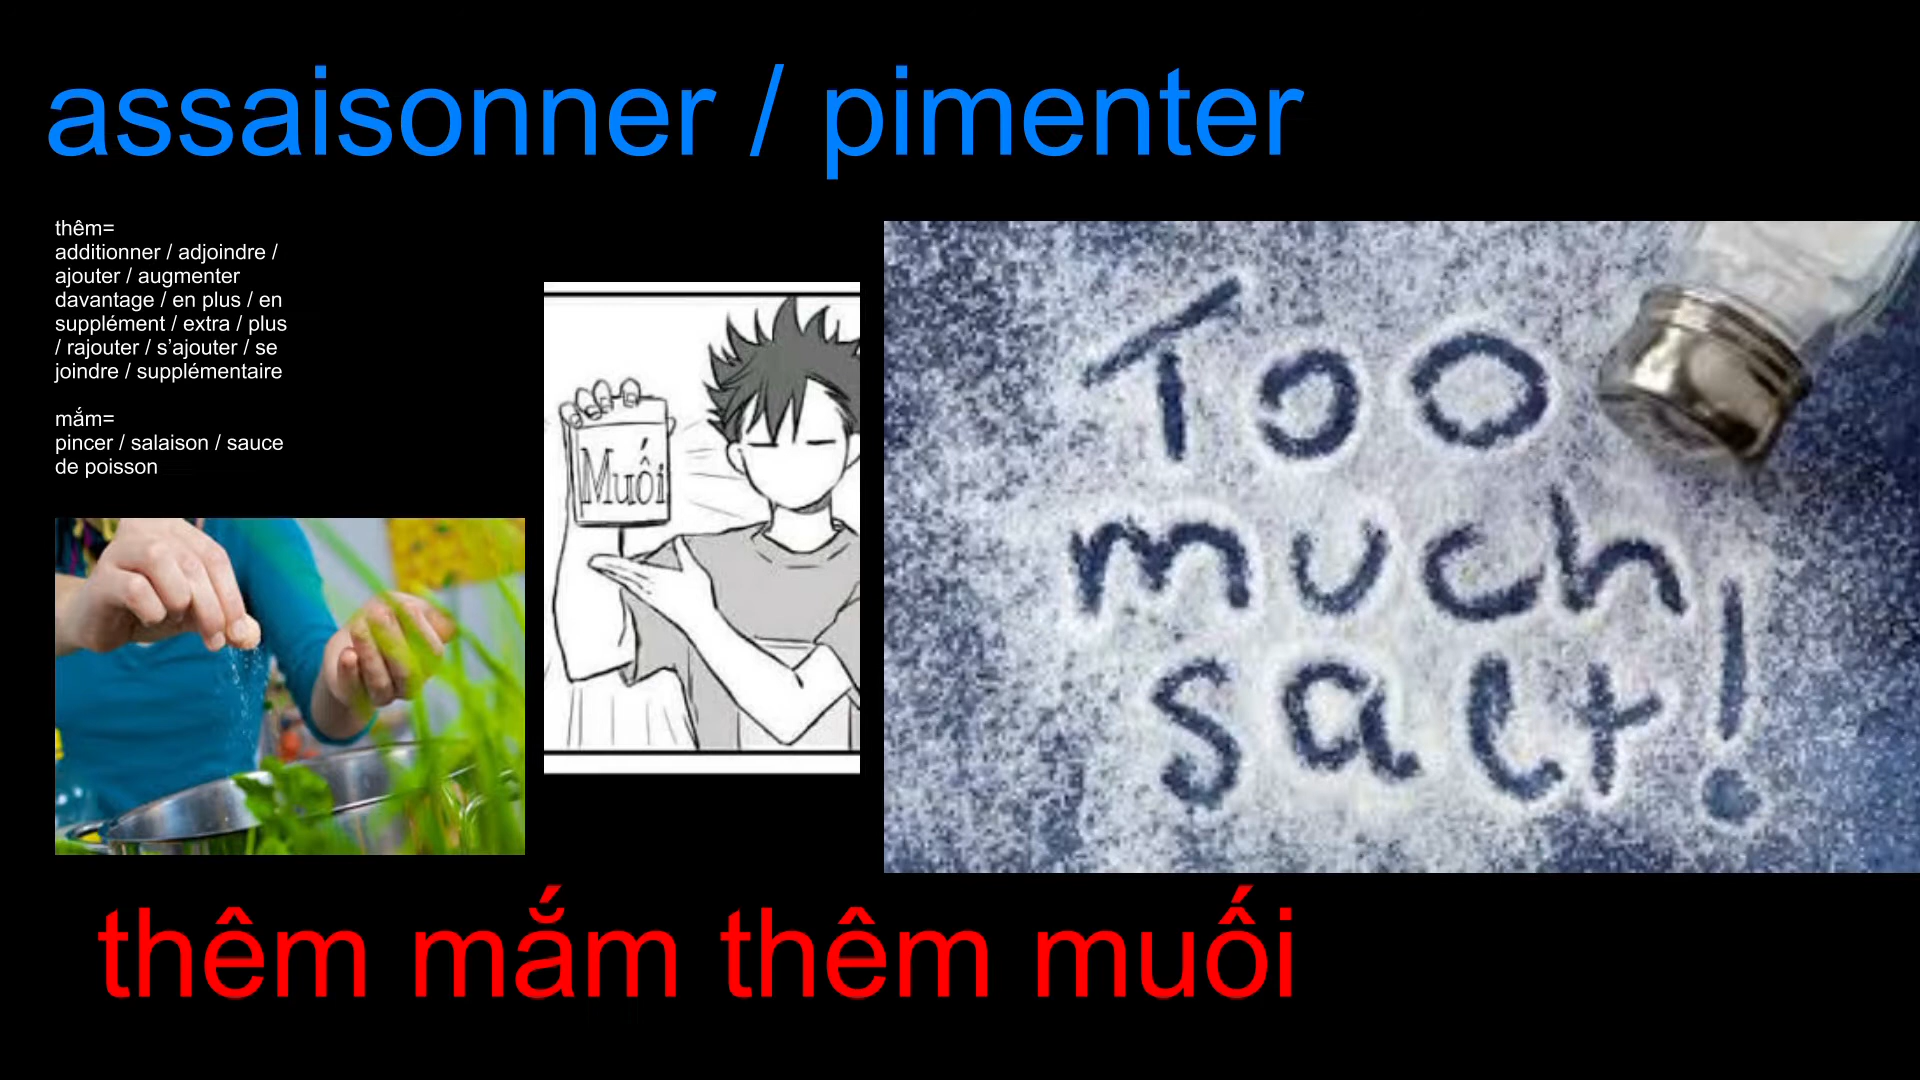 assaisonner / pimenter
thêm=
additionner / adjoindre /
ajouter / augmenter
davantage / en plus / en
supplément / extra / plus
/ rajouter / s’ajouter / se
joindre / supplémentaire
mắm=
pincer / salaison / sauce
de poisson
Muối
Too
much
salt!
thêm mắm thêm muối